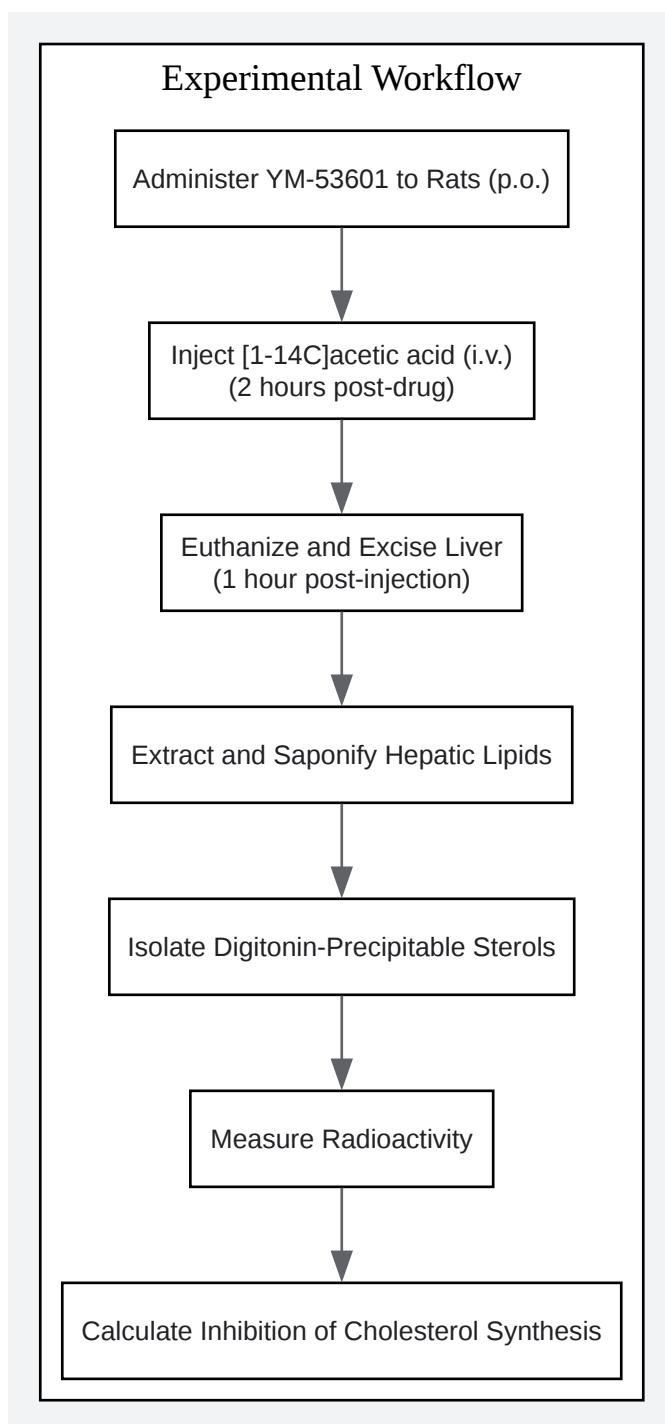 Experimental Workflow
Administer YM-53601 to Rats (p.o.)
Inject [1-14C]acetic acid (i.v.)
(2 hours post-drug)
Euthanize and Excise Liver
(1 hour post-injection)
Extract and Saponify Hepatic Lipids
Isolate Digitonin-Precipitable Sterols
Measure Radioactivity
Calculate Inhibition of Cholesterol Synthesis